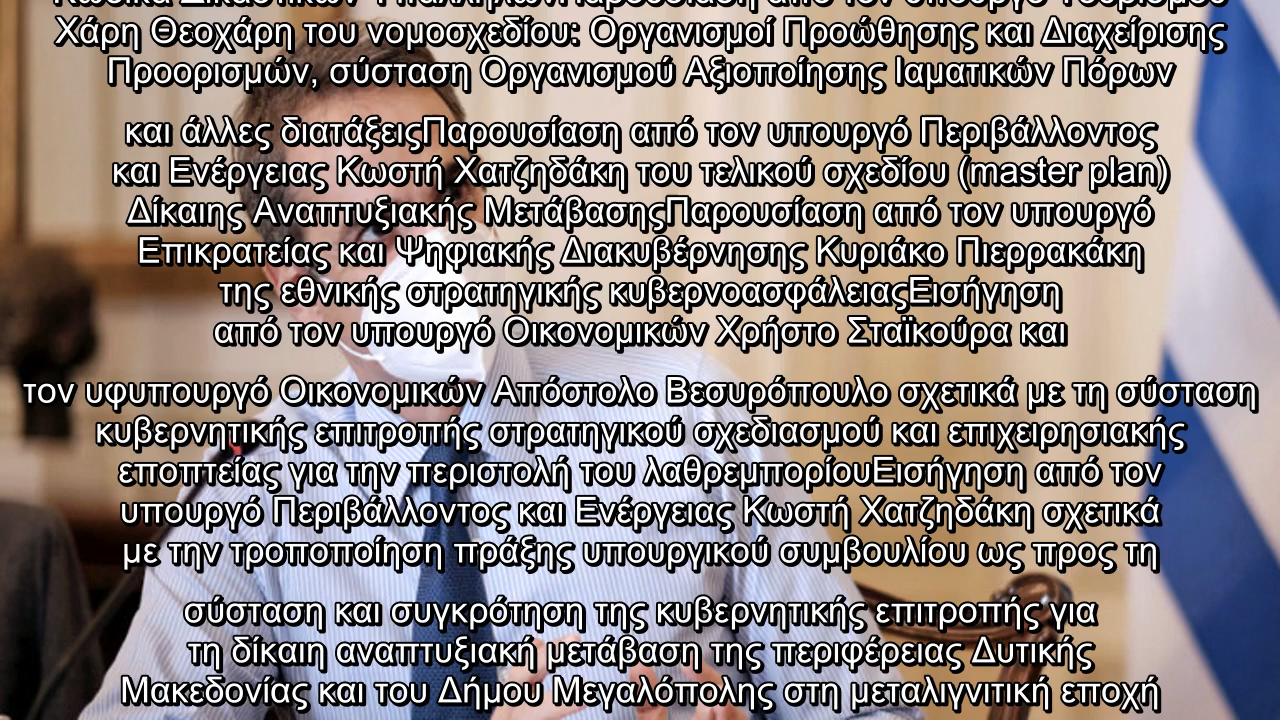 Χάρη Θεοχάρη του νομοσχεδίου: Οργανισμοί Προώθησης και Διαχείρισης
Προορισμών, σύσταση Οργανισμού Αξιοποίησης Ιαματικών Πόρων
και άλλες διατάξειςΠαρουσίαση από τον υπουργό Περιβάλλοντος
και Ενέργειας Κωστή Χατζηδάκη του τελικού σχεδίου (master plan)
Δίκαιης Αναπτυξιακής ΜετάβασηςΠαρουσίαση από τον υπουργό
Επικρατείας και Ψηφιακής Διακυβέρνησης Κυριάκο Πιερρακάκη
της εθνικής στρατηγικής κυβερνοασφάλειαςΕισήγηση
από τον υπουργό Οικονομικών Χρήστο Σταϊκούρα και
τον υφυπουργό Οικονομικών Απόστολο Βεσυρόπουλο σχετικά με τη σύσταση
κυβερνητικής επιτροπής στρατηγικού σχεδιασμού και επιχειρησιακής
εποπτείας για την περιστολή του λαθρεμπορίουΕισήγηση από τον
υπουργό Περιβάλλοντος και Ενέργειας Κωστή Χατζηδάκη σχετικά
με την τροποποίηση πράξης υπουργικού συμβουλίου ως προς τη
σύσταση και συγκρότηση της κυβερνητικής επιτροπής για
τη δίκαιη αναπτυξιακή μετάβαση της περιφέρειας Δυτικής
Μακεδονίας και του Δήμου Μεγαλόπολης στη μεταλιγνιτική εποχή